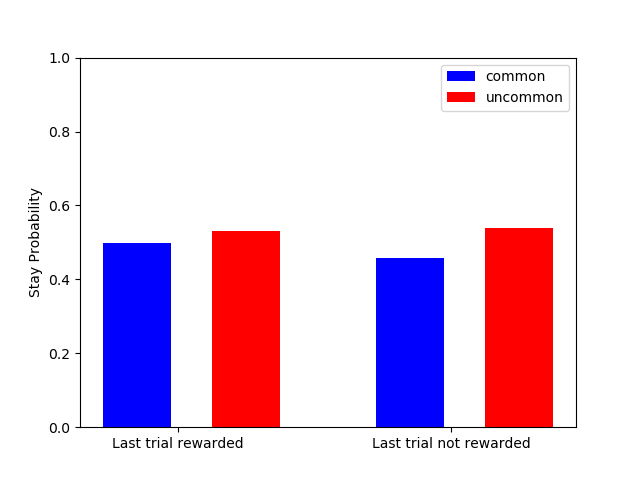 1.0
0.8
0.6
0.4
0.2
0.0
Stay Probability
common
uncommon
Last trial rewarded
Last trial not rewarded